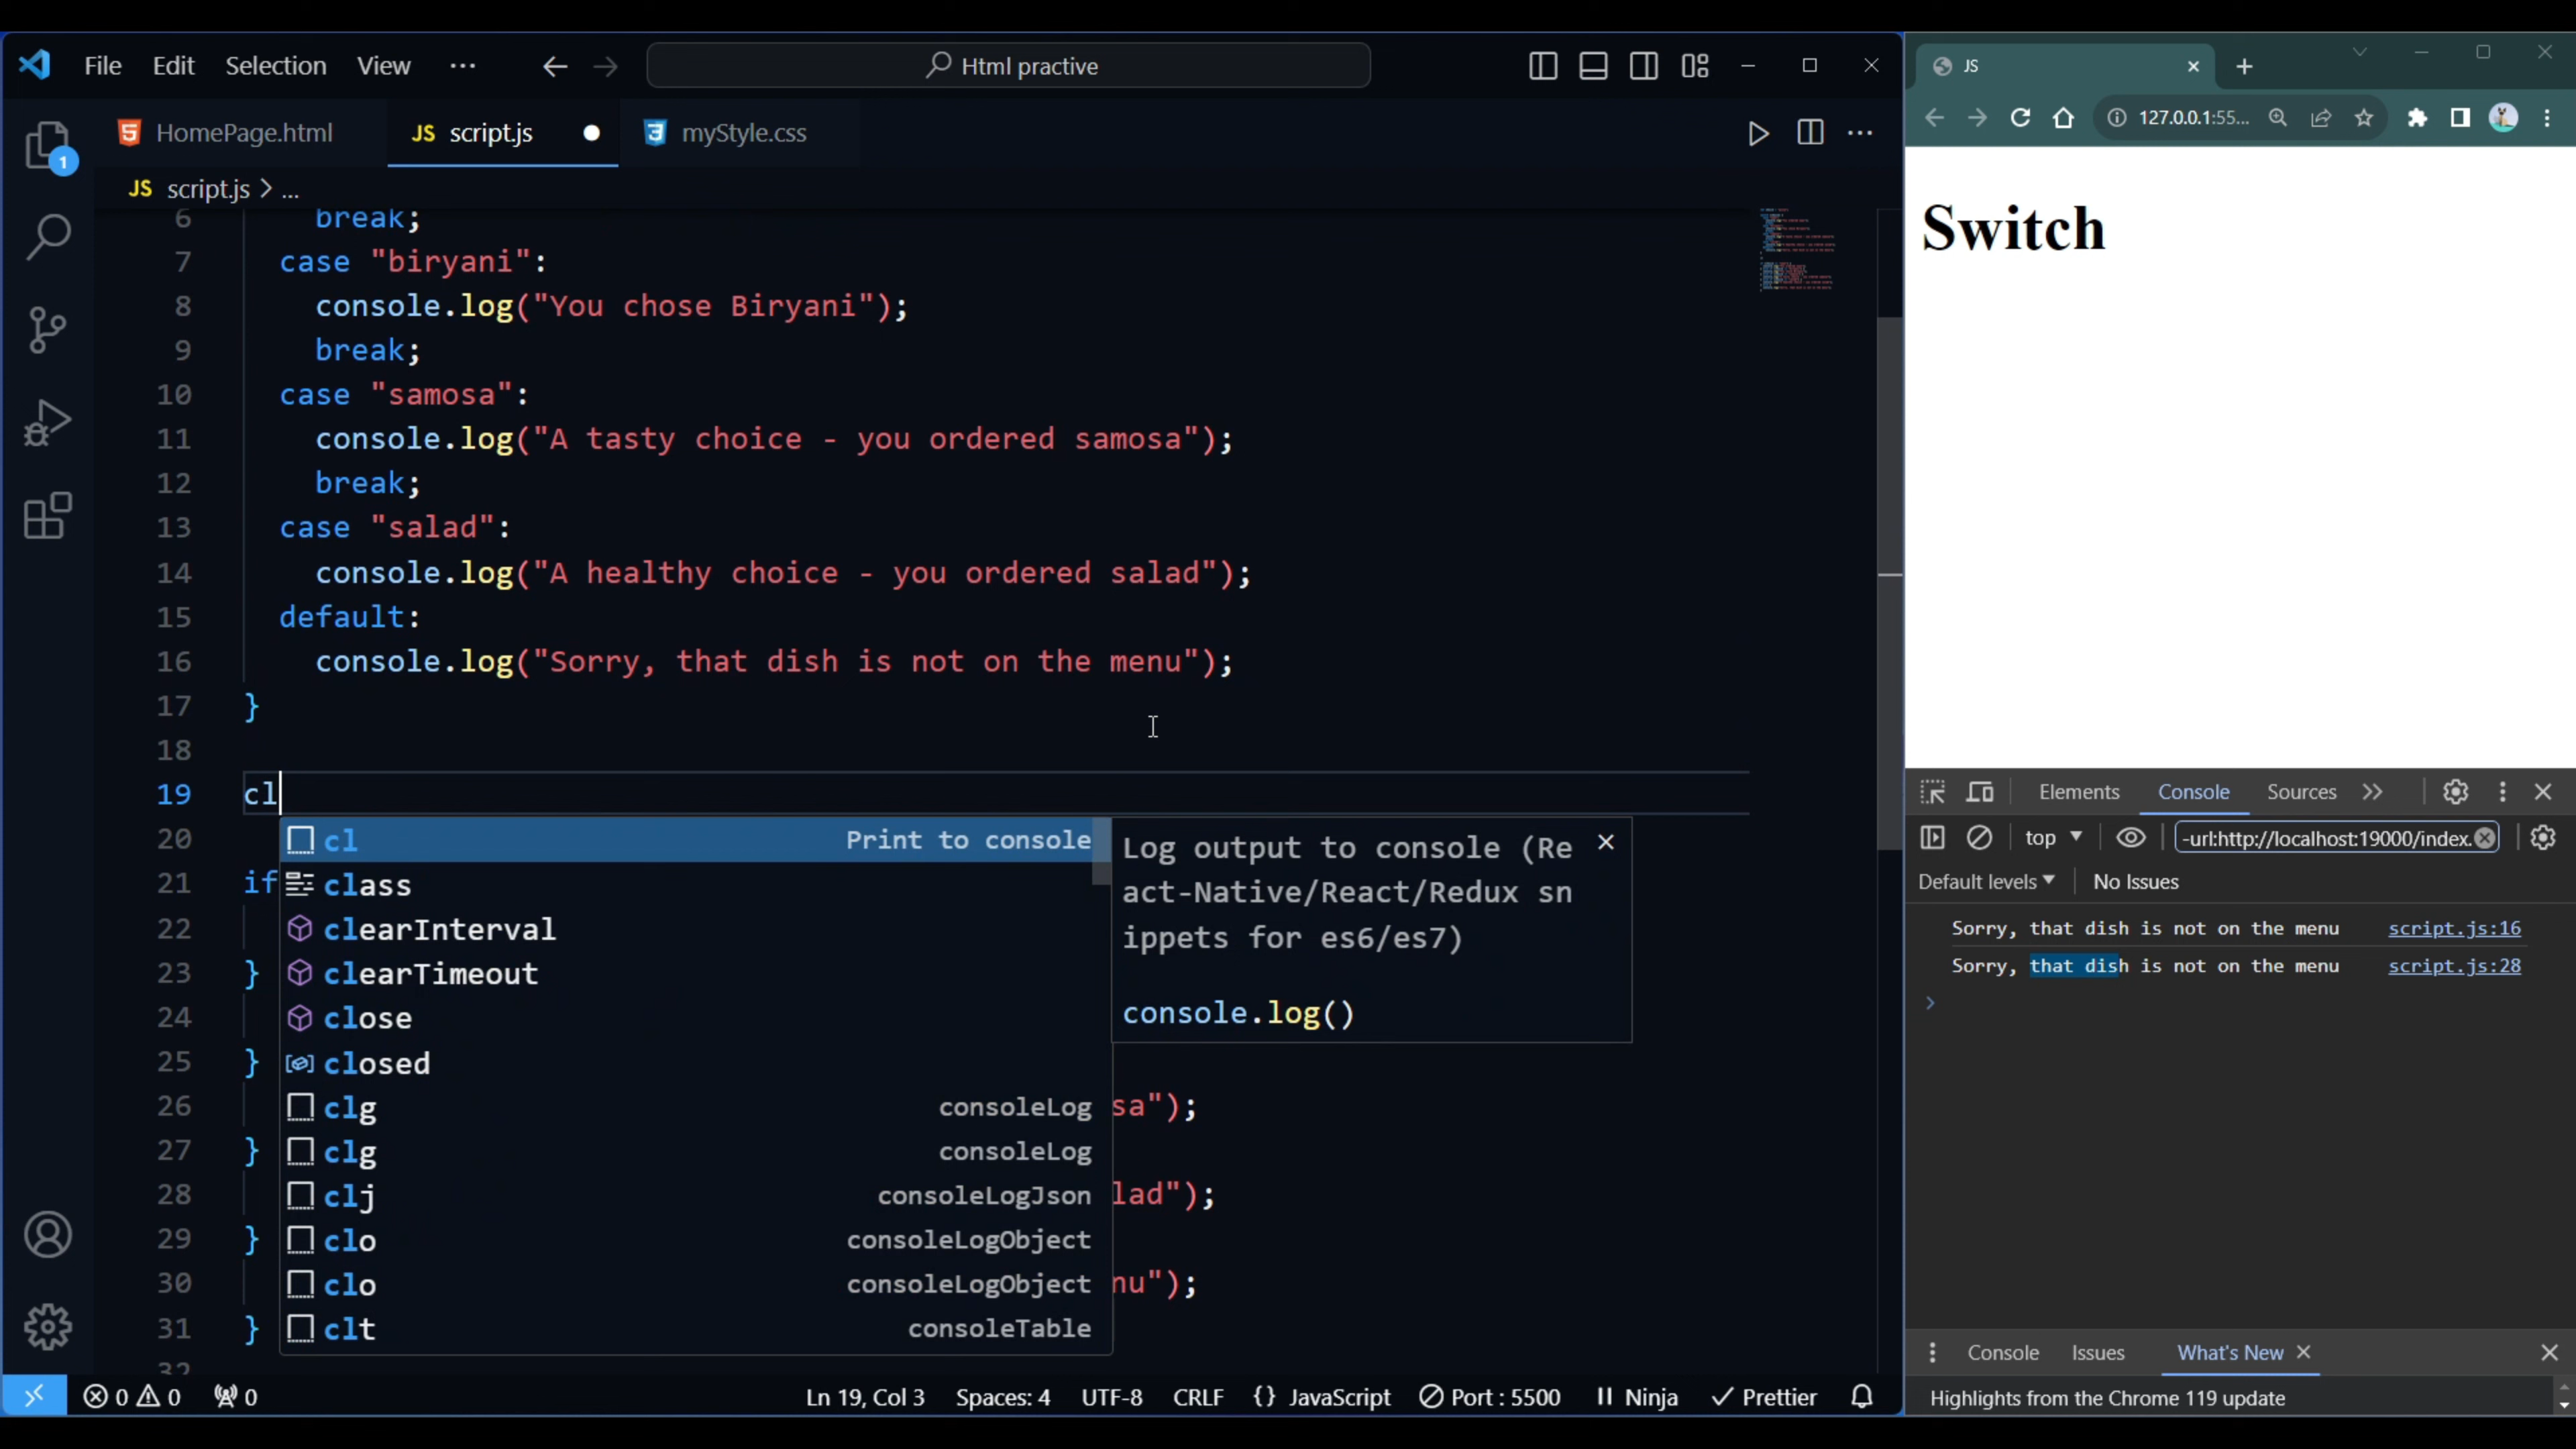 File Edit Selection View ... Html practive
HomePage.html JS script.js myStyle.css
JS script.js > ...
6 break;
7 case "biryani":
8 console.log("You chose Biryani");
9 break;
10 case "samosa":
11 console.log("A tasty choice - you ordered samosa");
12 break;
13 case "salad":
14 console.log("A healthy choice - you ordered salad");
15 default:
16 console.log("Sorry, that dish is not on the menu");
17 }
18
19 cl
20
21 if
22
23 }
24
25 }
26 sa");
27 }
28 lad");
29 }
30 nu");
31 }
32
cl Print to console
class
clearInterval
clearTimeout
close
closed
clg consoleLog
clg consoleLog
clj consoleLogJson
clo consoleLogObject
clo consoleLogObject
clt consoleTable
Log output to console (Re
act-Native/React/Redux sn
ippets for es6/es7)
console.log()
1
0 0 0 Ln 19, Col 3 Spaces: 4 UTF-8 CRLF {} JavaScript Port : 5500 Ninja Prettier
JS
127.0.0.1:55...
Switch
Elements Console Sources
top -url:http://localhost:19000/index.
Default levels No Issues
Sorry, that dish is not on the menu script.js:16
Sorry, that dish is not on the menu script.js:28
Console Issues What's New
Highlights from the Chrome 119 update